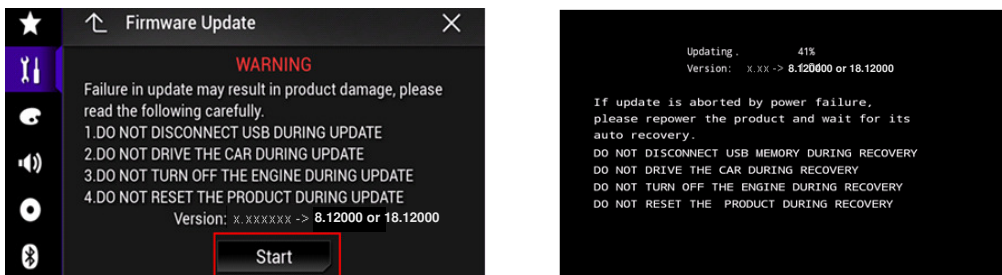 Firmware Update
WARNING
Failure in update may result in product damage, please
read the following carefully.
1.DO NOT DISCONNECT USB DURING UPDATE
2.DO NOT DRIVE THE CAR DURING UPDATE
3.DO NOT TURN OFF THE ENGINE DURING UPDATE
4.DO NOT RESET THE PRODUCT DURING UPDATE
Version: x.xxxxxx -> 8.12000 or 18.12000
Start
Updating. 41%
Version: x.xx -> 8.120000 or 18.12000
If update is aborted by power failure,
please repower the product and wait for its
auto recovery.
DO NOT DISCONNECT USB MEMORY DURING RECOVERY
DO NOT DRIVE THE CAR DURING RECOVERY
DO NOT TURN OFF THE ENGINE DURING RECOVERY
DO NOT RESET THE PRODUCT DURING RECOVERY